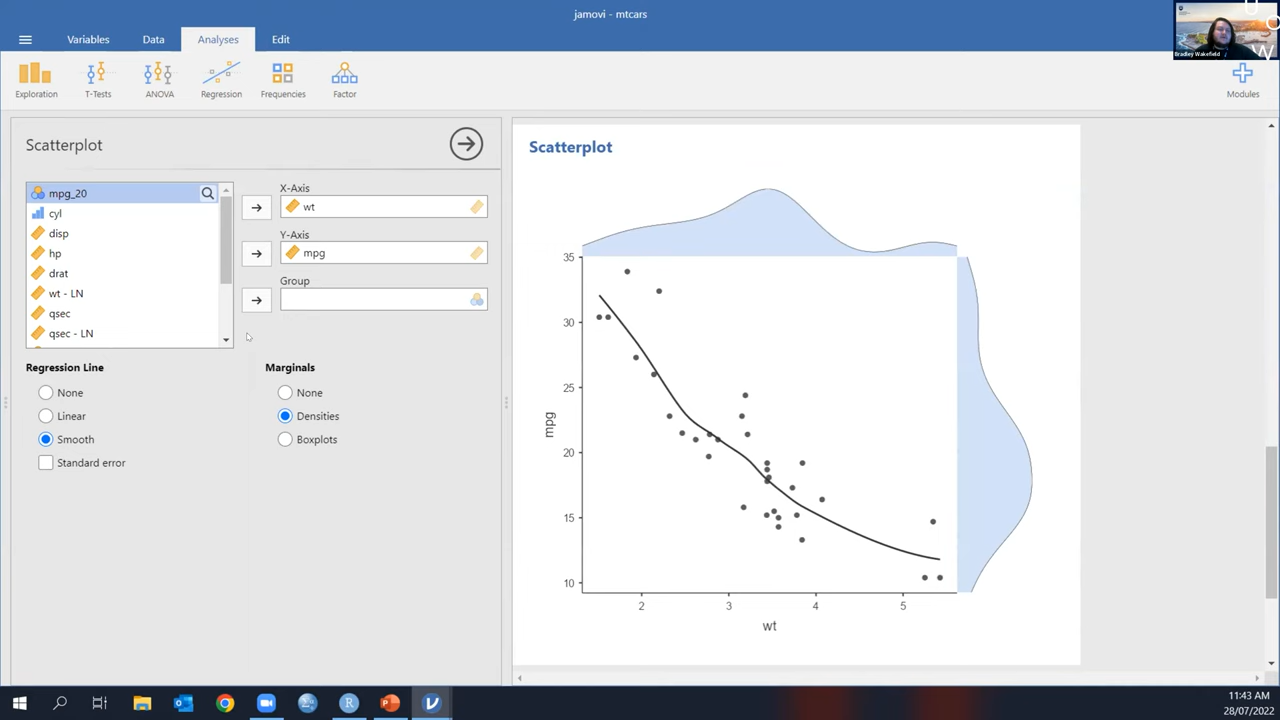 jamovi - mtcars
Variables
Data
Analyses
Edit
Bradley Wakefield
U
O
W
Exploration
T-Tests
ANOVA
Regression
Frequencies
Factor
Modules
Scatterplot
mpg_20
cyl
disp
hp
drat
wt - LN
qsec
qsec - LN
X-Axis
wt
Y-Axis
mpg
Group
Regression Line
None
Linear
Smooth
Standard error
Marginals
None
Densities
Boxplots
Scatterplot
35
30
25
20
15
10
mpg
2 3 4 5
wt
11:43 AM
28/07/2022